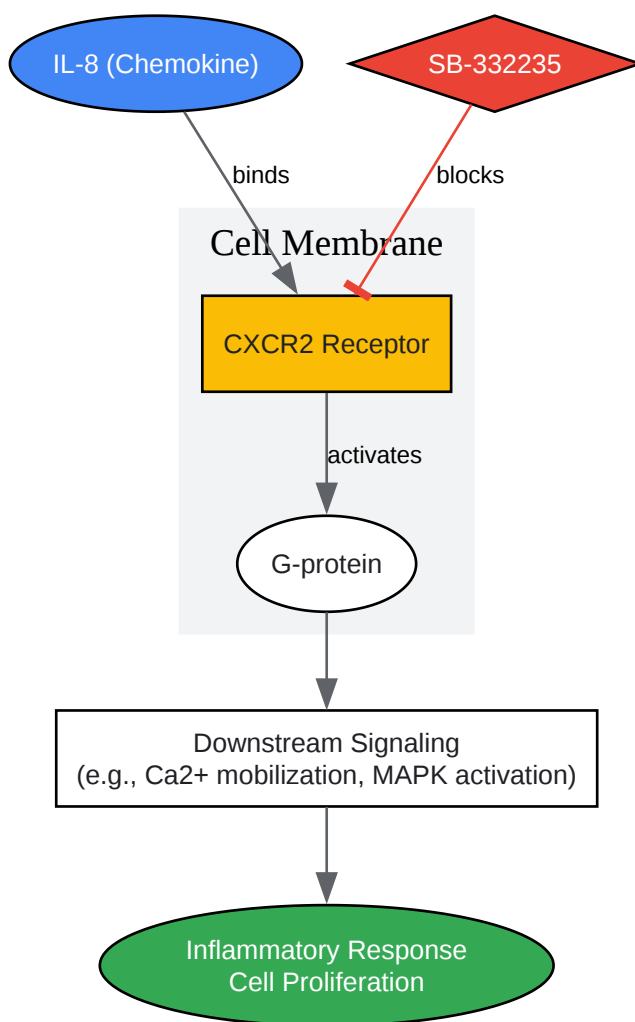 IL-8 (Chemokine)
SB-332235
binds
blocks
Cell Membrane
CXCR2 Receptor
activates
G-protein
Downstream Signaling
(e.g., Ca2+ mobilization, MAPK activation)
Inflammatory Response
Cell Proliferation